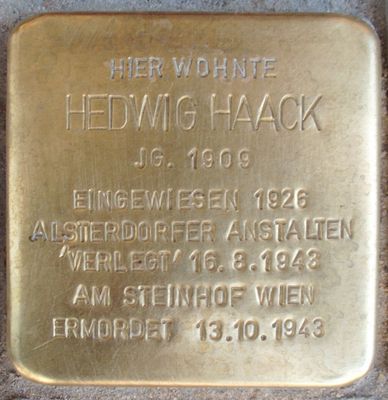 HIER WOHNTE
HEDWIG HAACK
JG. 1909
EINGEWIESEN 1926
ALSTERDORFER ANSTALTEN
'VERLEGT' 16.8.1943
AM STEINHOF WIEN
ERMORDET 13.10.1943